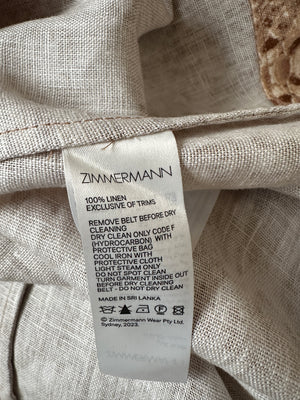 ZIMMERMANN
100% LINEN
EXCLUSIVE OF TRIMS
REMOVE BELT BEFORE DRY
CLEANING
DRY CLEAN ONLY CODE F
(HYDROCARBON) WITH
PROTECTIVE BAG
COOL IRON WITH
PROTECTIVE CLOTH
LIGHT STEAM ONLY
DO NOT SPOT CLEAN
TURN GARMENT INSIDE OUT
BEFORE DRY CLEANING
BELT - DO NOT DRY CLEAN
MADE IN SRI LANKA
© Zimmermann Wear Pty Ltd.
Sydney, 2023.